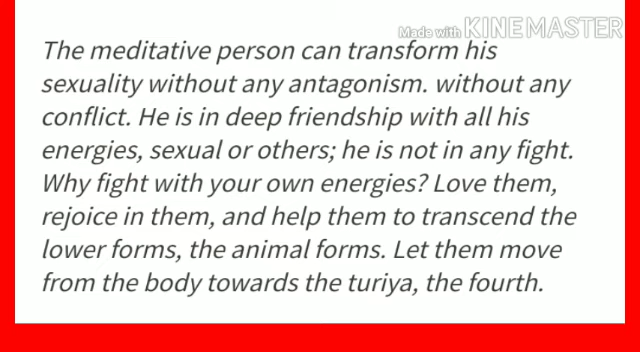 Made with KINEMASTER
The meditative person can transform his
sexuality without any antagonism. without any
conflict. He is in deep friendship with all his
energies, sexual or others; he is not in any fight.
Why fight with your own energies? Love them,
rejoice in them, and help them to transcend the
lower forms, the animal forms. Let them move
from the body towards the turiya, the fourth.